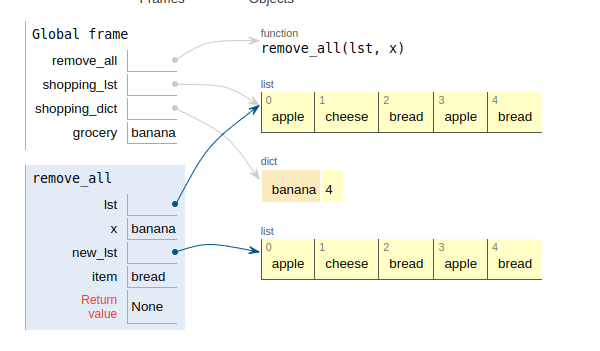 Frames Objects
Global frame
function
remove_all(lst, x)
remove_all
shopping_lst
list
0 1 2 3 4
apple cheese bread apple bread
shopping_dict
grocery banana
dict
banana 4
remove_all
lst
x banana
new_lst
list
0 1 2 3 4
apple cheese bread apple bread
item bread
Return
value None